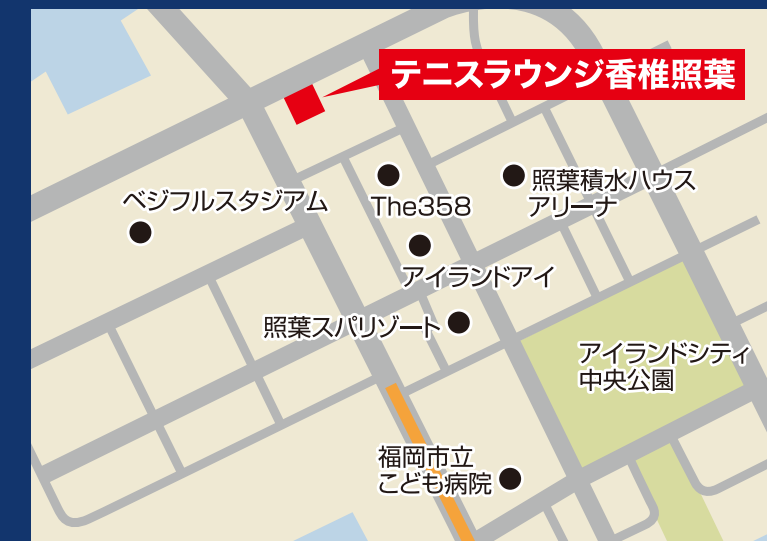 テニスラウンジ香椎照葉
照葉積水ハウス
アリーナ
ベジフルスタジアム
The358
アイランドアイ
照葉スパリゾート
アイランドシティ
中央公園
福岡市立
こども病院